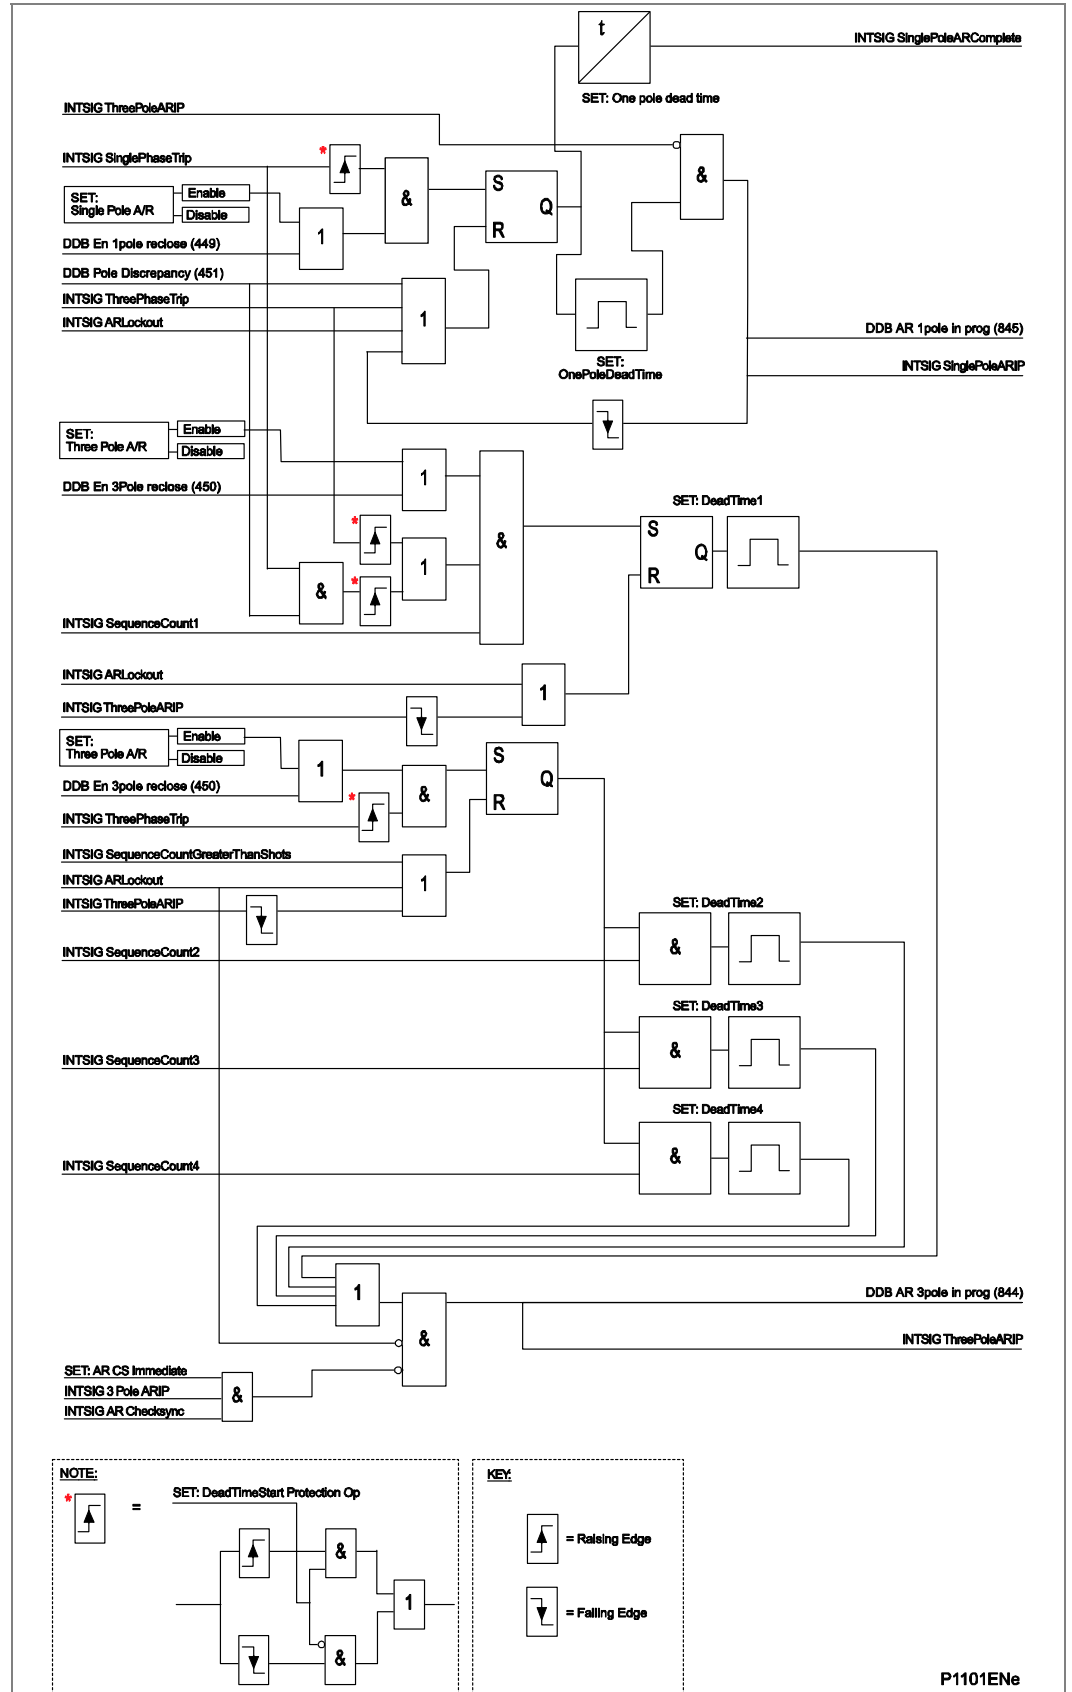 t
INTSIG SinglePoleARComplete
SET: One pole dead time
INTSIG ThreePoleARIP
INTSIG SinglePhaseTrip
*
SET:
Single Pole A/R
Enable
Disable
&
1
S
R
Q
&
DDB En 1pole reclose (449)
DDB Pole Discrepancy (451)
INTSIG ThreePhaseTrip
INTSIG ARLockout
1
SET:
OnePoleDeadTime
DDB AR 1pole in prog (845)
INTSIG SinglePoleARIP
SET:
Three Pole A/R
Enable
Disable
DDB En 3Pole reclose (450)
1
*
*
&
1
&
SET: DeadTime1
S
R
Q
INTSIG SequenceCount1
INTSIG ARLockout
INTSIG ThreePoleARIP
1
SET:
Three Pole A/R
Enable
Disable
1
S
R
Q
DDB En 3pole reclose (450)
*
&
INTSIG ThreePhaseTrip
INTSIG SequenceCountGreaterThanShots
INTSIG ARLockout
INTSIG ThreePoleARIP
1
SET: DeadTime2
&
INTSIG SequenceCount2
SET: DeadTime3
&
INTSIG SequenceCount3
SET: DeadTime4
&
INTSIG SequenceCount4
1
&
DDB AR 3pole in prog (844)
INTSIG ThreePoleARIP
SET: AR CS Immediate
INTSIG 3 Pole ARIP
INTSIG AR Checksync
&
NOTE:
* =
SET: DeadTimeStart Protection Op
&
1
&
KEY:
= Raising Edge
= Falling Edge
P1101ENe